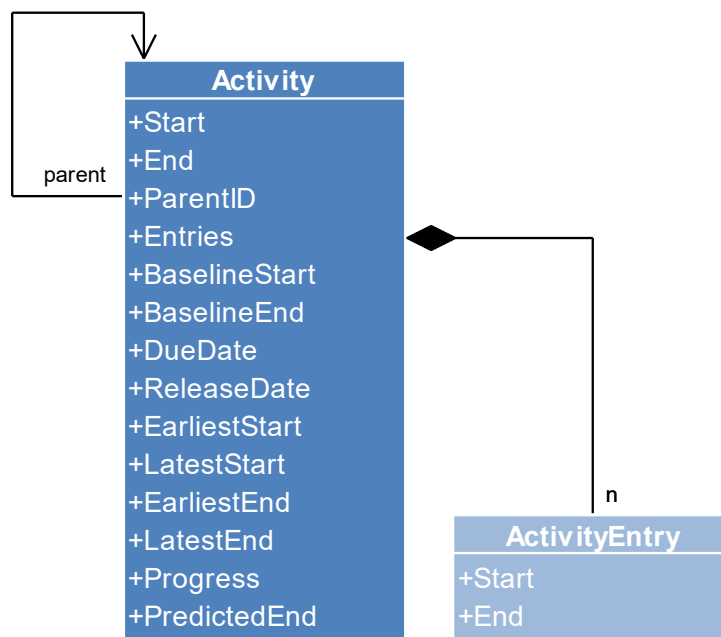 Activity
+Start
+End
parent
+ParentID
+Entries
+BaselineStart
+BaselineEnd
+DueDate
+ReleaseDate
+EarliestStart
+LatestStart
+EarliestEnd
+LatestEnd
+Progress
+PredictedEnd
n
ActivityEntry
+Start
+End